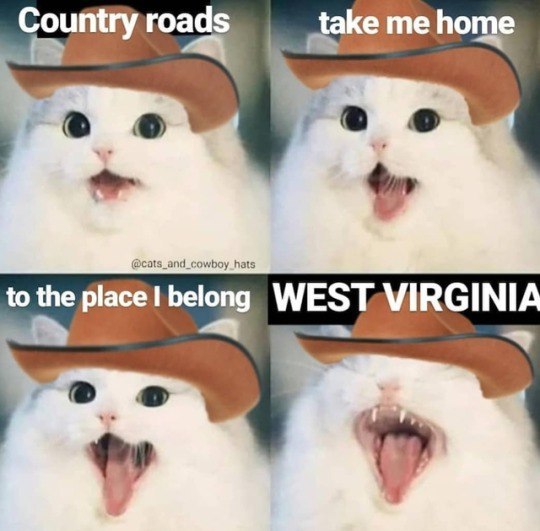 Country roads
take me home
@cats_and_cowboy_hats
to the place I belong
WEST VIRGINIA